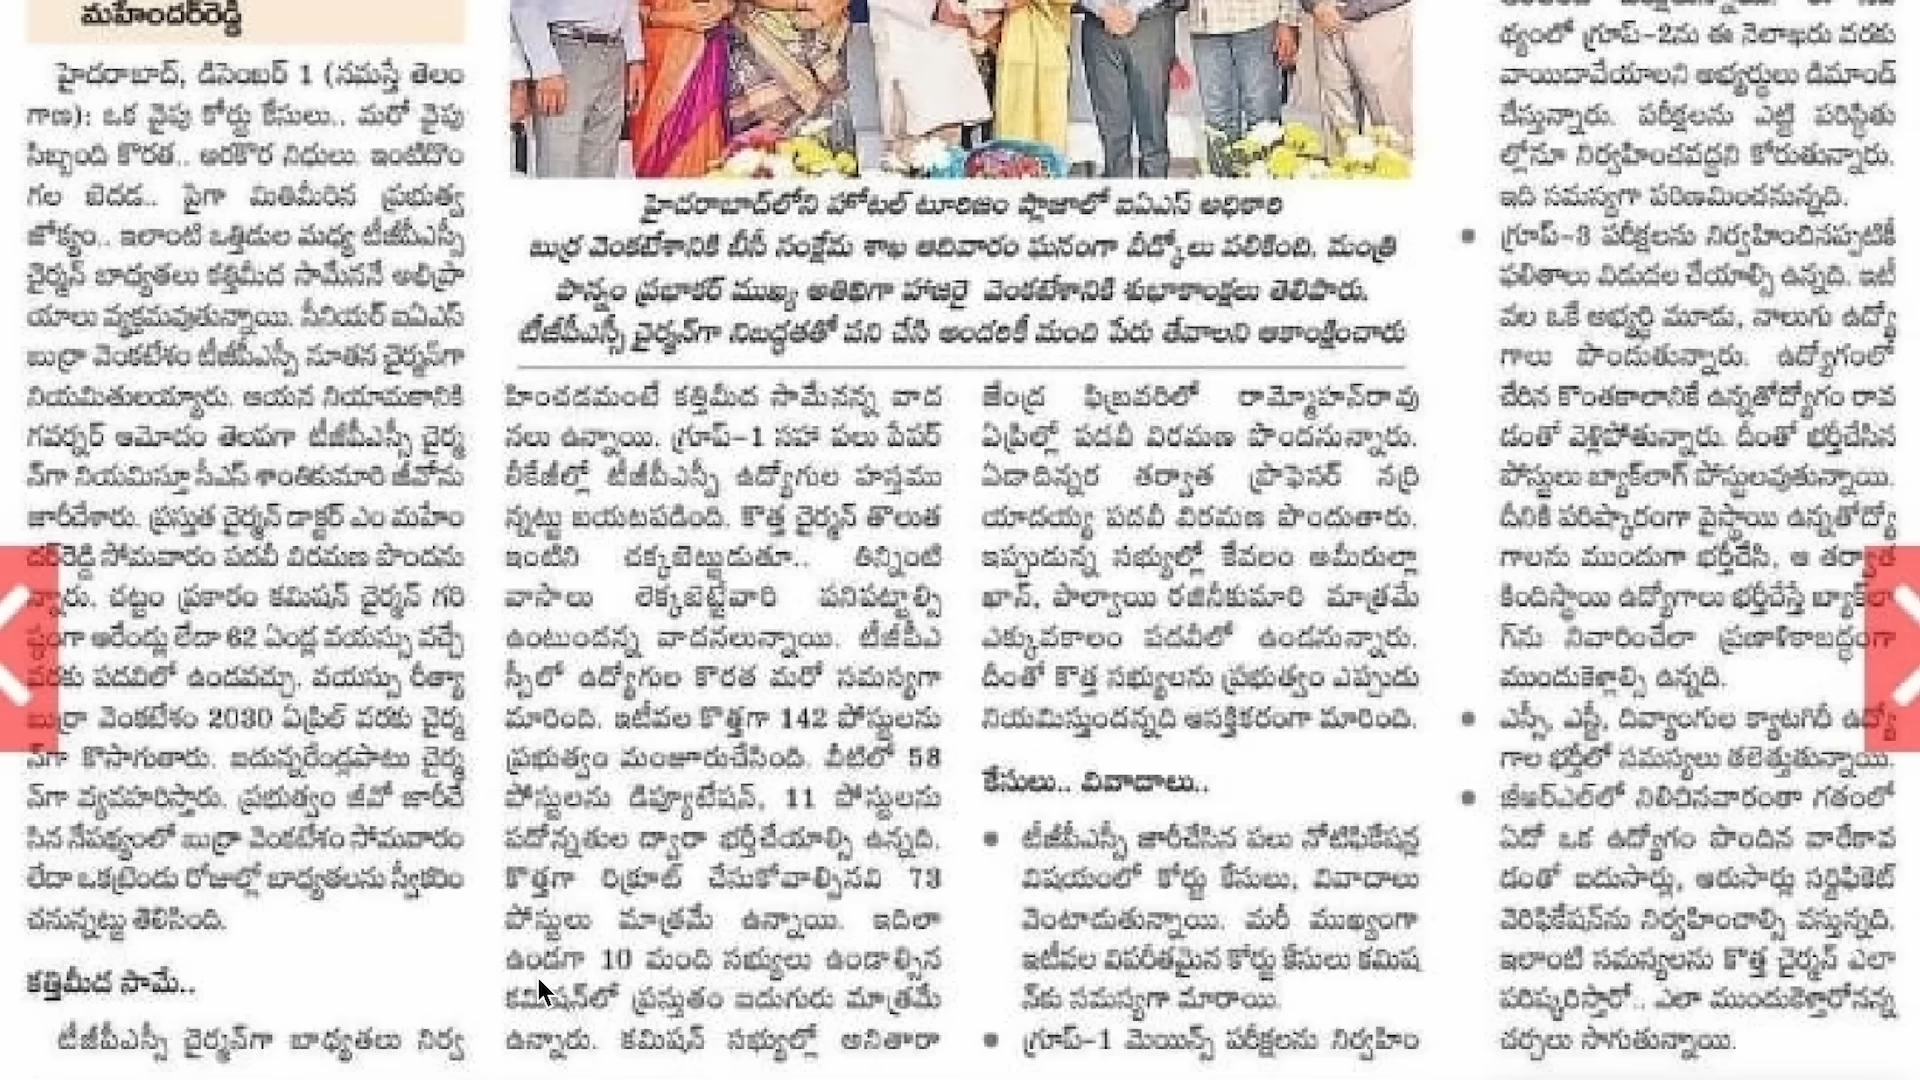 మహేందర్‌రెడ్డి
హైదరాబాద్, డిసెంబర్ 1 (నమస్తే తెలం
గాణ): ఒక వైపు కోర్టు కేసులు.. మరో వైపు
సిబ్బంది కొరత.. అరకొర నిధులు. ఇంటిదొం
గల బెదడ.. పైగా మితిమీరిన ప్రభుత్వ
జోక్యం.. ఇలాంటి ఒత్తిడుల మధ్య టీజీపీఎస్సీ
చైర్మన్ బాధ్యతలు కత్తిమీద సామేననే అభిప్రా
యాలు వ్యక్తమవుతున్నాయి. సీనియర్ ఐఏఎస్
బుర్రా వెంకటేశం టీజీపీఎస్సీ నూతన చైర్మన్‌గా
నియమితులయ్యారు. ఆయన నియామకానికి
గవర్నర్ ఆమోదం తెలపగా టీజీపీఎస్సీ చైర్మ
న్‌గా నియమిస్తూ సీఎస్ శాంతికుమారి జీవోను
జారీచేశారు. ప్రస్తుత చైర్మన్ డాక్టర్ ఎం మహేం
దర్‌రెడ్డి సోమవారం పదవీ విరమణ పొందను
న్నారు. చట్టం ప్రకారం కమిషన్ చైర్మన్ గరి
ష్ఠంగా ఆరేండ్లు లేదా 62 ఏండ్ల వయస్సు వచ్చే
వరకు పదవిలో ఉండవచ్చు. వయస్సు రీత్యా
బుర్రా వెంకటేశం 2030 ఏప్రిల్ వరకు చైర్మ
న్‌గా కొసాగుతారు. ఐదున్నరేండ్లపాటు చైర్మ
న్‌గా వ్యవహరిస్తారు. ప్రభుత్వం జీవో జారీచే
సిన నేపథ్యంలో బుర్రా వెంకటేశం సోమవారం
లేదా ఒకట్రెండు రోజుల్లో బాధ్యతలను స్వీకరిం
చనున్నట్టు తెలిసింది.
కత్తిమీద సామే..
టీజీపీఎస్సీ చైర్మన్‌గా బాధ్యతలు నిర్వ
హైదరాబాద్‌లోని హోటల్ టూరిజం ప్లాజాలో ఐఏఎస్ అధికారి
బుర్ర వెంకటేశానికి బీసీ సంక్షేమ శాఖ ఆదివారం ఘనంగా వీడ్కోలు పలికింది. మంత్రి
పొన్నం ప్రభాకర్ ముఖ్య అతిథిగా హాజరై వెంకటేశానికి శుభాకాంక్షలు తెలిపారు.
టీజీపీఎస్సీ చైర్మన్‌గా నిబద్ధతతో పని చేసి అందరికీ మంచి పేరు తేవాలని ఆకాంక్షించారు
హించడమంటే కత్తిమీద సామేనన్న వాద
నలు ఉన్నాయి. గ్రూప్-1 సహా పలు పేపర్
లీకేజీల్లో టీజీపీఎస్సీ ఉద్యోగుల హస్తము
న్నట్టు బయటపడింది. కొత్త చైర్మన్ తొలుత
ఇంటిని చక్కబెట్టుడుతూ.. తిన్నింటి
వాసాలు లెక్కబెట్టేవారి పనిపట్టాల్సి
ఉంటుందన్న వాదనలున్నాయి. టీజీపీఎ
స్సీలో ఉద్యోగుల కొరత మరో సమస్యగా
మారింది. ఇటీవల కొత్తగా 142 పోస్టులను
ప్రభుత్వం మంజూరుచేసింది. వీటిలో 58
పోస్టులను డిప్యూటేషన్, 11 పోస్టులను
పదోన్నతుల ద్వారా భర్తీచేయాల్సి ఉన్నది.
కొత్తగా రిక్రూట్ చేసుకోవాల్సినవి 73
పోస్టులు మాత్రమే ఉన్నాయి. ఇదిలా
ఉండగా 10 మంది సభ్యులు ఉండాల్సిన
కమిషన్‌లో ప్రస్తుతం ఐదుగురు మాత్రమే
ఉన్నారు. కమిషన్ సభ్యుల్లో అనితారా
జేంద్ర ఫిబ్రవరిలో రామ్మోహన్‌రావు
ఏప్రిల్లో పదవీ విరమణ పొందనున్నారు.
ఏడాదిన్నర తర్వాత ప్రొఫెసర్ నర్రి
యాదయ్య పదవీ విరమణ పొందుతారు.
ఇప్పుడున్న సభ్యుల్లో కేవలం అమీరుల్లా
ఖాన్, పాల్వాయి రజినీకుమారి మాత్రమే
ఎక్కువకాలం పదవీలో ఉండనున్నారు.
దీంతో కొత్త సభ్యులను ప్రభుత్వం ఎప్పుడు
నియమిస్తుందన్నది ఆసక్తికరంగా మారింది.
కేసులు.. వివాదాలు..
● టీజీపీఎస్సీ జారీచేసిన పలు నోటిఫికేషన్ల
విషయంలో కోర్టు కేసులు, వివాదాలు
వెంటాడుతున్నాయి. మరీ ముఖ్యంగా
ఇటీవల విపరీతమైన కోర్టు కేసులు కమిష
న్‌కు సమస్యగా మారాయి.
● గ్రూప్-1 మెయిన్స్ పరీక్షలను నిర్వహిం
థ్యంలో గ్రూప్-2ను ఈ నెలాఖరు వరకు
వాయిదావేయాలని అభ్యర్థులు డిమాండ్
చేస్తున్నారు. పరీక్షలను ఎట్టి పరిస్థితు
ల్లోనూ నిర్వహించవద్దని కోరుతున్నారు.
ఇది సమస్యగా పరిణమించనున్నది.
● గ్రూప్-3 పరీక్షలను నిర్వహించినప్పటికీ
ఫలితాలు విడుదల చేయాల్సి ఉన్నది. ఇటీ
వల ఒకే అభ్యర్థి మూడు, నాలుగు ఉద్యో
గాలు పొందుతున్నారు. ఉద్యోగంలో
చేరిన కొంతకాలానికే ఉన్నతోద్యోగం రావ
డంతో వెళ్లిపోతున్నారు. దీంతో భర్తీచేసిన
పోస్టులు బ్యాక్‌లాగ్ పోస్టులవుతున్నాయి.
దీనికి పరిష్కారంగా పైస్థాయి ఉన్నతోద్యో
గాలను ముందుగా భర్తీచేసి, ఆ తర్వాత
కిందిస్థాయి ఉద్యోగాలు భర్తీచేస్తే బ్యాక్‌లా
గ్‌ను నివారించేలా ప్రణాళికాబద్ధంగా
ముందుకెళ్లాల్సి ఉన్నది.
● ఎస్సీ, ఎస్టీ, దివ్యాంగుల క్యాటగిరీ ఉద్యో
గాల భర్తీలో సమస్యలు తలెత్తుతున్నాయి.
● జీఆర్‌ఎల్‌లో నిలిచినవారంతా గతంలో
ఏదో ఒక ఉద్యోగం పొందిన వారేకావ
డంతో ఐదుసార్లు, ఆరుసార్లు సర్టిఫికెట్
వెరిఫికేషన్‌ను నిర్వహించాల్సి వస్తున్నది.
ఇలాంటి సమస్యలను కొత్త చైర్మన్ ఎలా
పరిష్కరిస్తారో.. ఎలా ముందుకెళ్తారోనన్న
చర్చలు సాగుతున్నాయి.